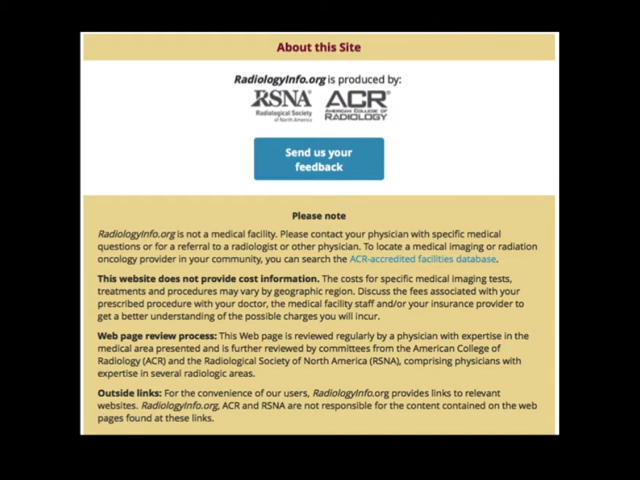 About this Site
RadiologyInfo.org is produced by:
RSNA® ACR®
Radiological Society
of North America
AMERICAN COLLEGE OF
RADIOLOGY
Send us your
feedback
Please note
RadiologyInfo.org is not a medical facility. Please contact your physician with specific medical
questions or for a referral to a radiologist or other physician. To locate a medical imaging or radiation
oncology provider in your community, you can search the ACR-accredited facilities database.
This website does not provide cost information. The costs for specific medical imaging tests,
treatments and procedures may vary by geographic region. Discuss the fees associated with your
prescribed procedure with your doctor, the medical facility staff and/or your insurance provider to
get a better understanding of the possible charges you will incur.
Web page review process: This Web page is reviewed regularly by a physician with expertise in the
medical area presented and is further reviewed by committees from the American College of
Radiology (ACR) and the Radiological Society of North America (RSNA), comprising physicians with
expertise in several radiologic areas.
Outside links: For the convenience of our users, RadiologyInfo.org provides links to relevant
websites. RadiologyInfo.org, ACR and RSNA are not responsible for the content contained on the web
pages found at these links.